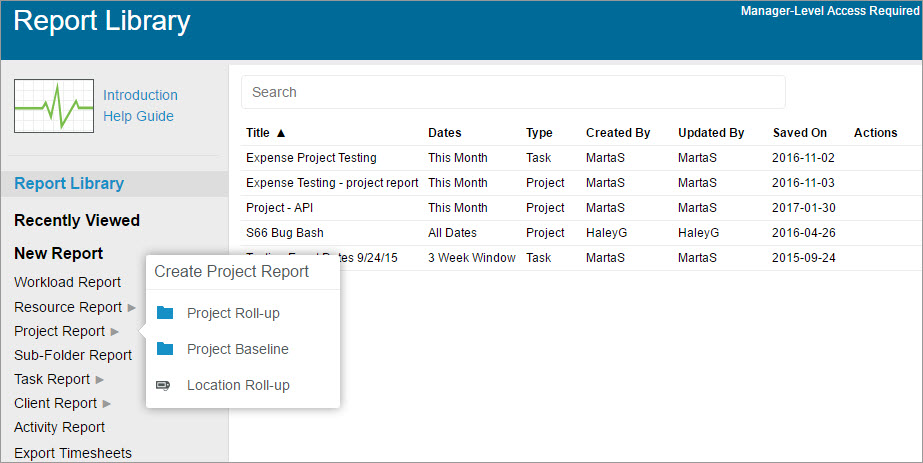 Report Library
Manager-Level Access Required
Introduction
Help Guide
Report Library
Recently Viewed
New Report
Workload Report
Resource Report ▶
Project Report ▶
Sub-Folder Report
Task Report ▶
Client Report ▶
Activity Report
Export Timesheets
Create Project Report
Project Roll-up
Project Baseline
Location Roll-up
Search
Title ▲ Dates Type Created By Updated By Saved On Actions
Expense Project Testing This Month Task MartaS MartaS 2016-11-02
Expense Testing - project report This Month Project MartaS MartaS 2016-11-03
Project - API This Month Project MartaS MartaS 2017-01-30
S66 Bug Bash All Dates Project HaleyG HaleyG 2016-04-26
9/24/15 3 Week Window Task MartaS MartaS 2015-09-24